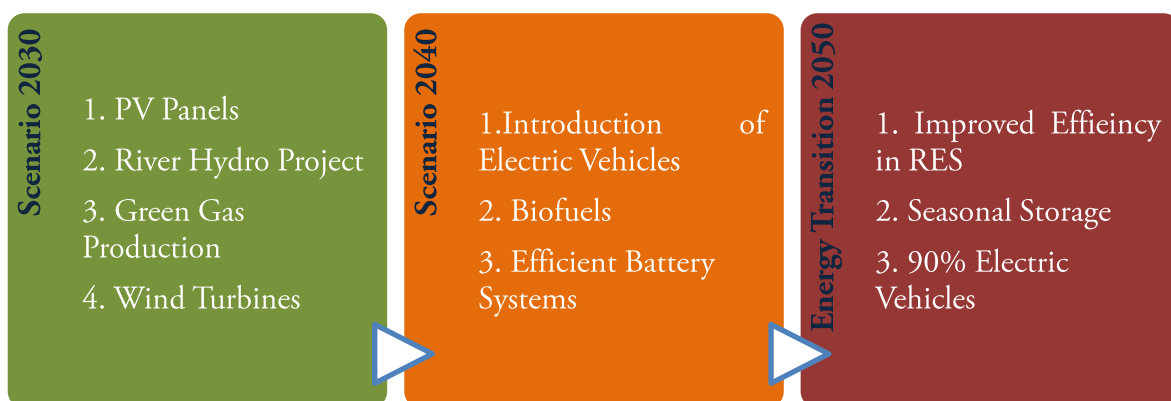 Scenario 2030
1. PV Panels
2. River Hydro Project
3. Green Gas
Production
4. Wind Turbines
Scenario 2040
1.Introduction of
Electric Vehicles
2. Biofuels
3. Efficient Battery
Systems
Energy Transition 2050
1. Improved Effieincy
in RES
2. Seasonal Storage
3. 90% Electric
Vehicles